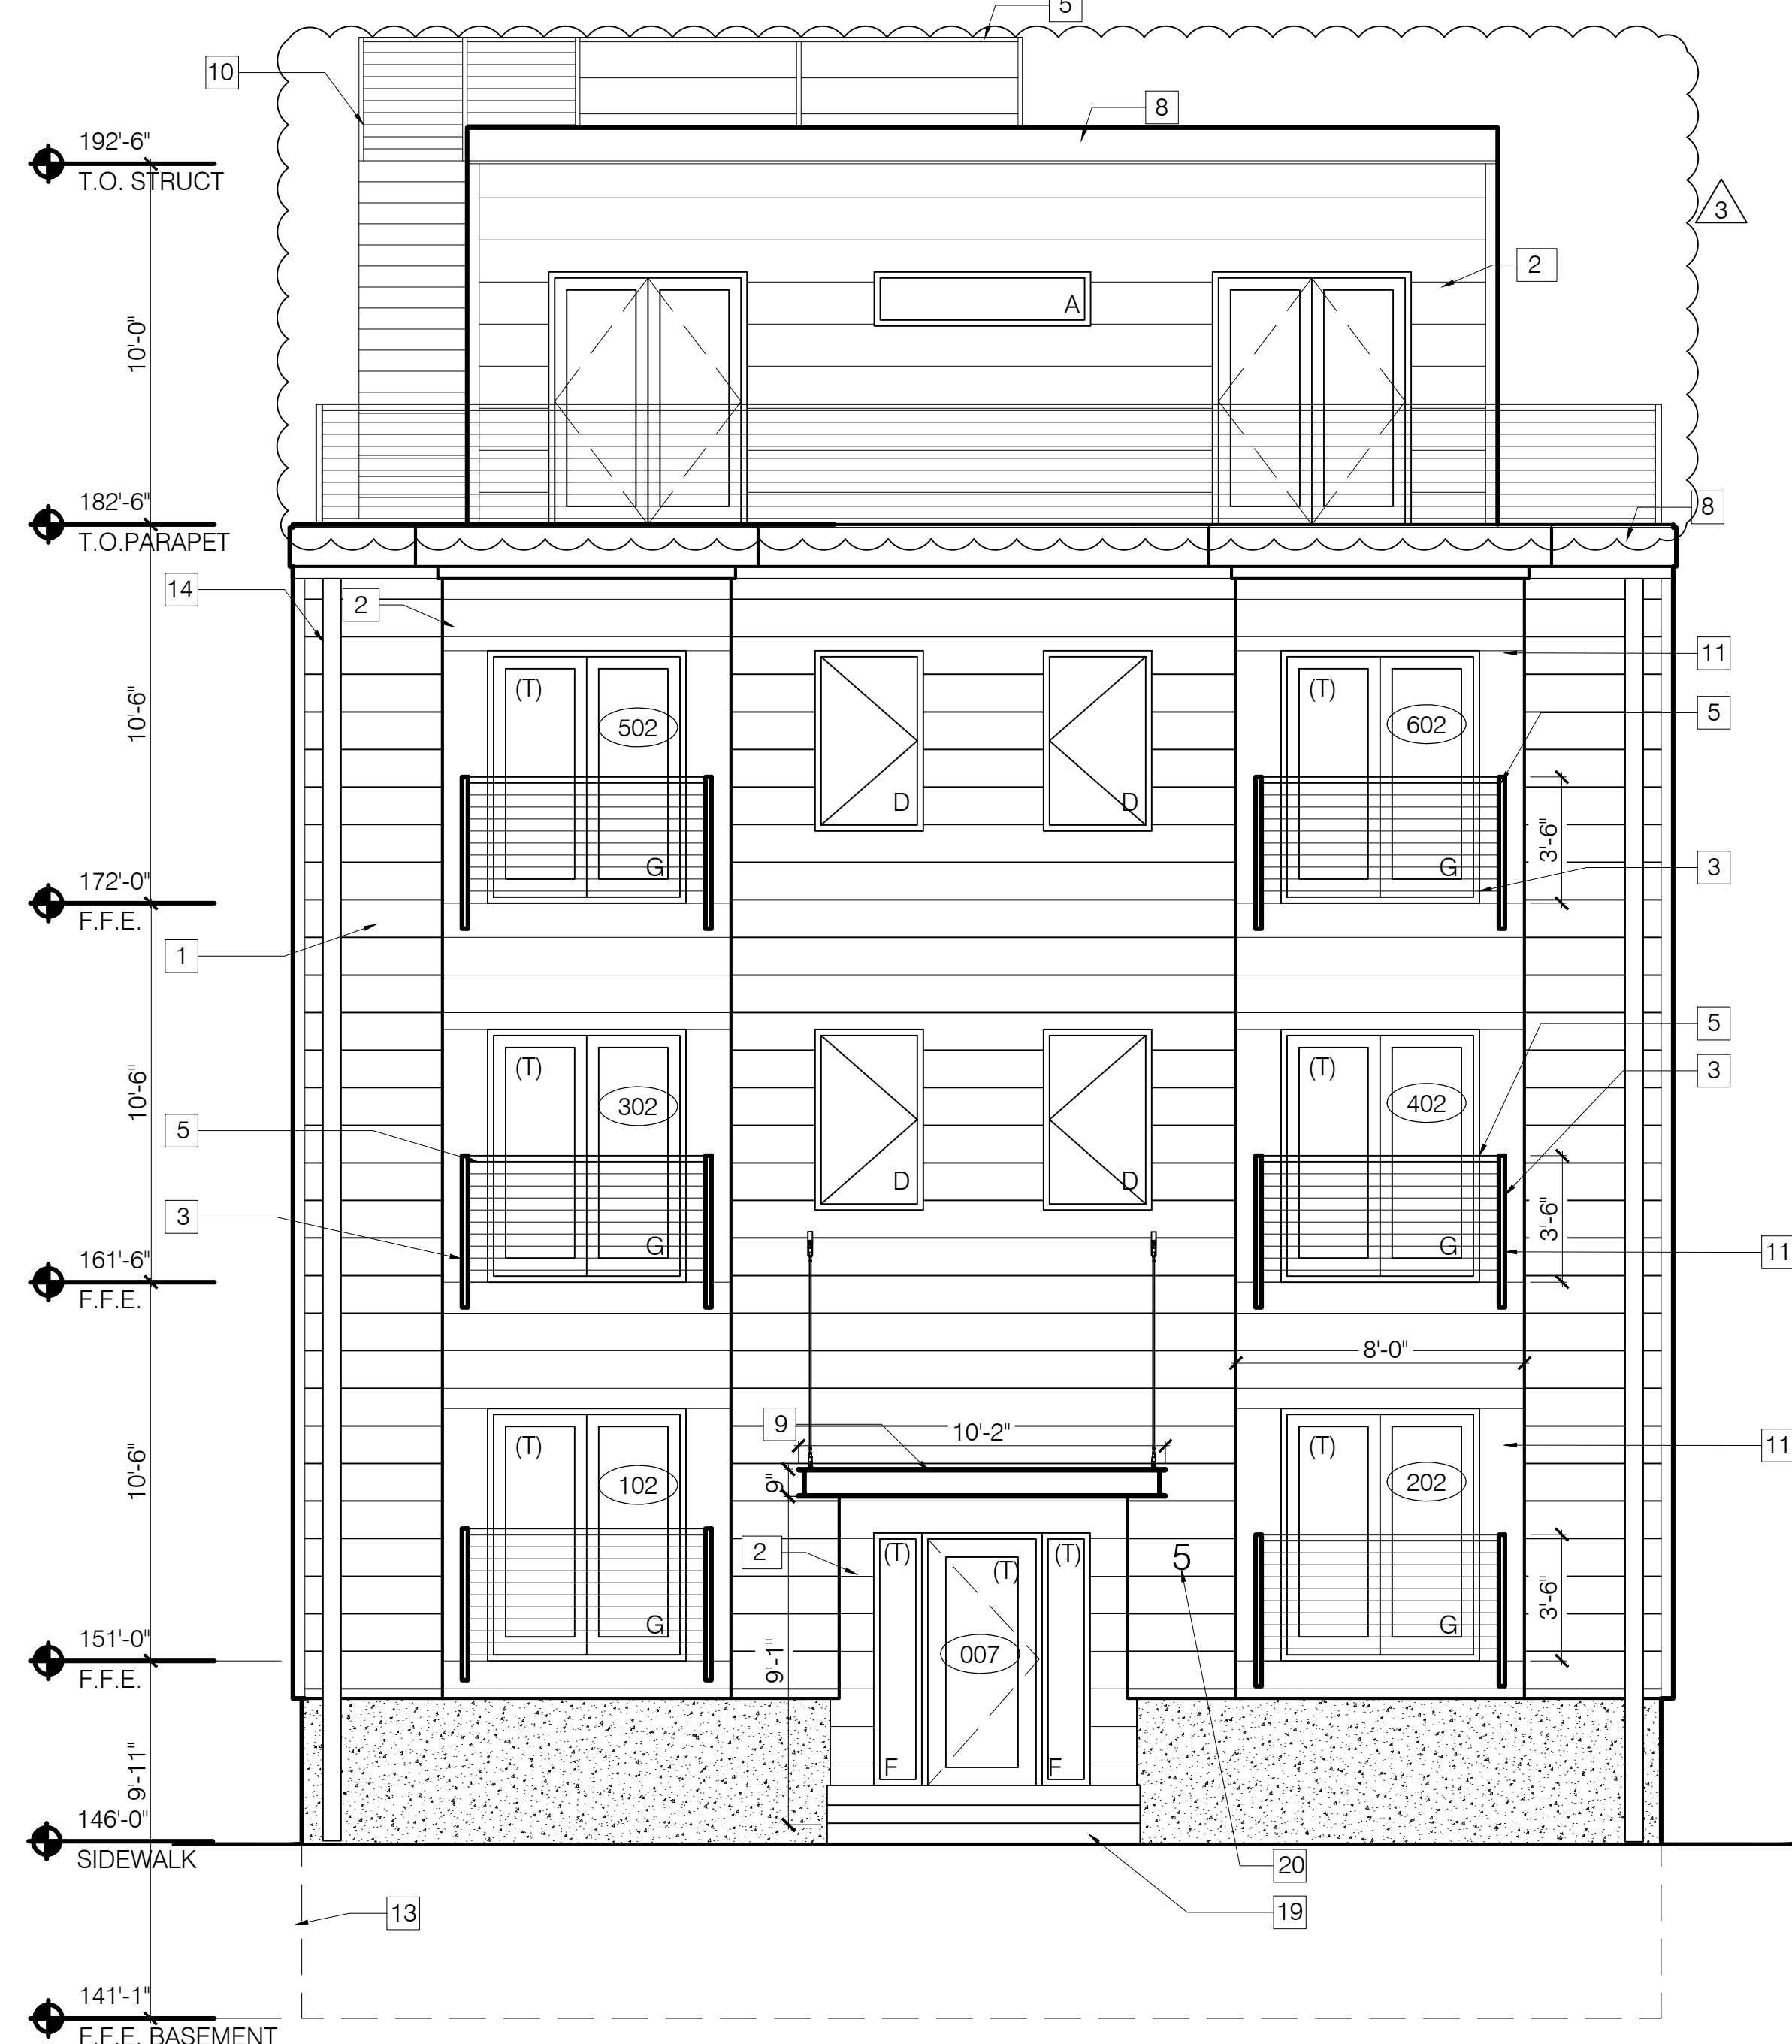 5
10
8
192'-6"
T.O. STRUCT
3
2
A
10'-0"
182'-6"
T.O.PARAPET
8
14
2
11
(T)
(T)
5
502
602
10'-6"
D
D
3'-6"
G
G
3
172'-0"
F.F.E.
1
5
(T)
(T)
3
302
402
10'-6"
5
D
D
3'-6"
3
G
G
11
161'-6"
F.F.E.
8'-0"
9
10'-2"
(T)
(T)
11
10'-6"
102
9"
202
2
(T)
(T)
(T)
5
3'-6"
G
G
151'-0"
F.F.E.
9'-1"
007
F
F
9'-11"
146'-0"
SIDEWALK
20
13
19
141'-1"
F.F.E. BASEMENT